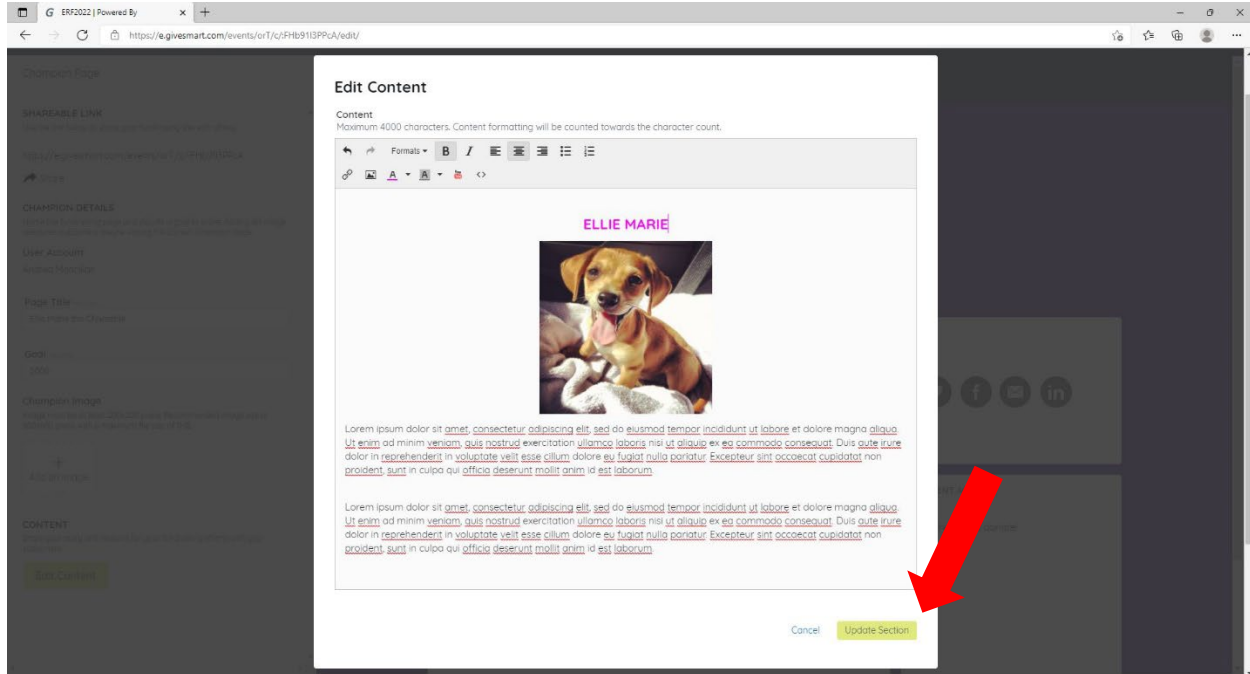 ERF2022 | Powered By
https://e.givesmart.com/events/orT/c/:FHb91I3PPcA/edit/
Champion Page
SHAREABLE LINK
Share
CHAMPION DETAILS
User Account
Page Title
Goal
Champion Image
Add an Image
CONTENT
Edit Content
Edit Content
Content
Maximum 4000 characters. Content formatting will be counted towards the character count.
Formats B I
A A
ELLIE MARIE
Lorem ipsum dolor sit amet, consectetur adipiscing elit, sed do eiusmod tempor incididunt ut labore et dolore magna aliqua.
Ut enim ad minim veniam, quis nostrud exercitation ullamco laboris nisi ut aliquip ex ea commodo consequat. Duis aute irure
dolor in reprehenderit in voluptate velit esse cillum dolore eu fugiat nulla pariatur. Excepteur sint occaecat cupidatat non
proident, sunt in culpa qui officia deserunt mollit anim id est laborum.
Lorem ipsum dolor sit amet, consectetur adipiscing elit, sed do eiusmod tempor incididunt ut labore et dolore magna aliqua.
Ut enim ad minim veniam, quis nostrud exercitation ullamco laboris nisi ut aliquip ex ea commodo consequat. Duis aute irure
dolor in reprehenderit in voluptate velit esse cillum dolore eu fugiat nulla pariatur. Excepteur sint occaecat cupidatat non
proident, sunt in culpa qui officia deserunt mollit anim id est laborum.
Cancel Update Section